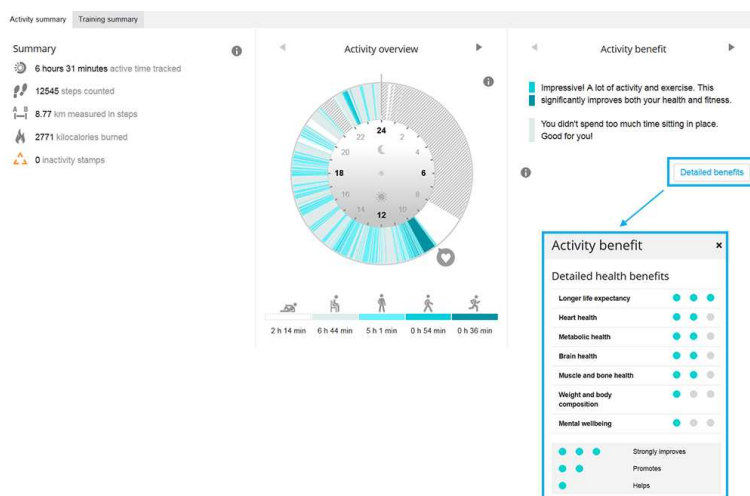 Activity summary
Training summary
Summary
6 hours 31 minutes active time tracked
12545 steps counted
A B
8.77 km measured in steps
2771 kilocalories burned
0 inactivity stamps
Activity overview
24
22
2
20
4
18
6
16
8
14
10
12
2 h 14 min
6 h 44 min
5 h 1 min
0 h 54 min
0 h 36 min
Activity benefit
Impressive! A lot of activity and exercise. This
significantly improves both your health and fitness.
You didn't spend too much time sitting in place.
Good for you!
Detailed benefits
Activity benefit
×
Detailed health benefits
Longer life expectancy
Heart health
Metabolic health
Brain health
Muscle and bone health
Weight and body
composition
Mental wellbeing
Strongly improves
Promotes
Helps